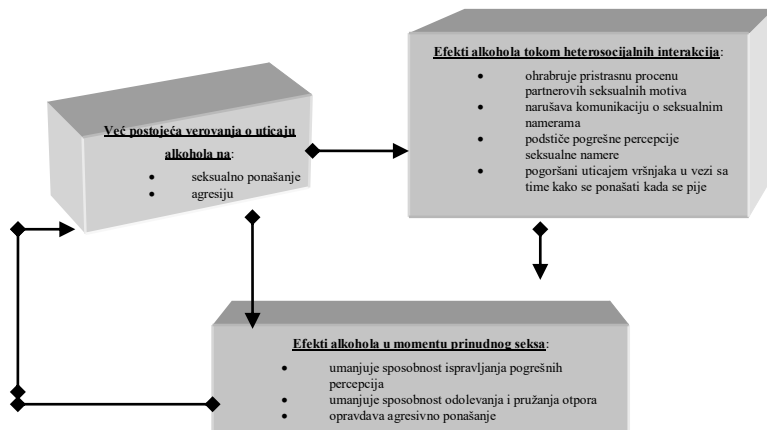 Već postojeća verovanja o uticaju
alkohola na:
• seksualno ponašanje
• agresiju
Efekti alkohola tokom heterosocijalnih interakcija:
• ohrabruje pristrasnu procenu
partnerovih seksualnih motiva
• narušava komunikaciju o seksualnim
namerama
• podstiče pogrešne percepcije
seksualne namere
• pogoršani uticajem vršnjaka u vezi sa
time kako se ponašati kada se pije
Efekti alkohola u momentu prinudnog seksa:
• umanjuje sposobnost ispravljanja pogrešnih
percepcija
• umanjuje sposobnost odolevanja i pružanja otpora
• opravdava agresivno ponašanje